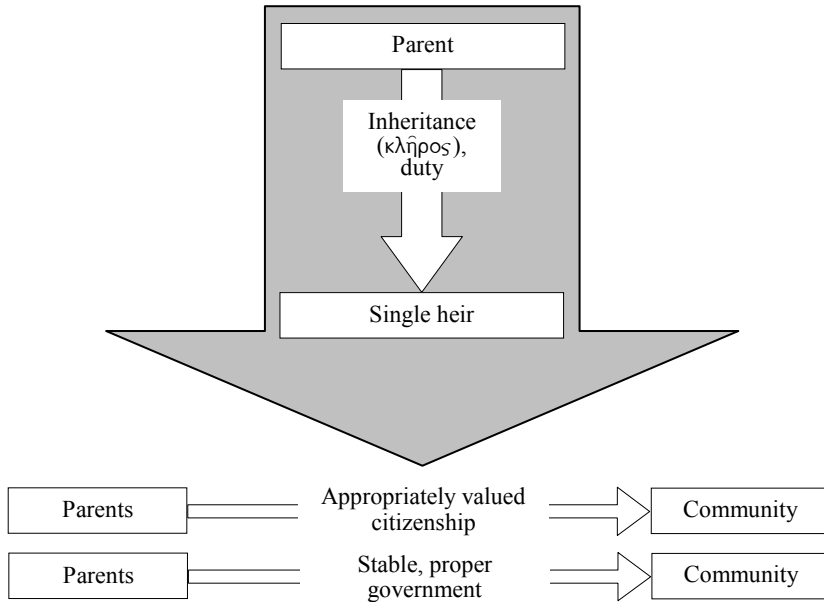 Parent
Inheritance
(κλῆρος),
duty
Single heir
Parents
Appropriately valued
citizenship
Community
Parents
Stable, proper
government
Community